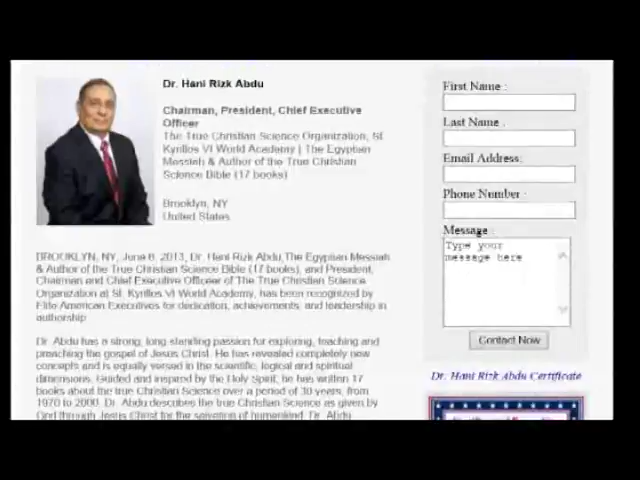 Dr. Hani Rizk Abdu
Chairman, President, Chief Executive
Officer
The True Christian Science Organization, St.
Kyrillos VI World Academy | The Egyptian
Messiah & Author of the True Christian
Science Bible (17 books)
Brooklyn, NY
United States
BROOKLYN, NY, June 6, 2013, Dr. Hani Rizk Abdu,The Egyptian Messiah
& Author of the True Christian Science Bible (17 books), and President,
Chairman and Chief Executive Officeer of The True Christian Science
Organization at St. Kyrillos VI World Academy, has been recognized by
Elite American Executives for dedication, achievements, and leadership in
authorship.
Dr. Abdu has a strong, long standing passion for exploring, teaching and
preaching the gospel of Jesus Christ. He has revealed completely new
concepts and is equally versed in the scientific, logical and spiritual
dimensions. Guided and inspired by the Holy Spirit, he has written 17
books about the true Christian Science over a period of 30 years, from
1970 to 2000. Dr. Abdu describes the true Christian Science as given by
God through Jesus Christ for the salvation of humankind. Dr. Abdu
First Name :
Last Name :
Email Address:
Phone Number :
Message :
Type your
message here
Contact Now
Dr. Hani Rizk Abdu Certificate